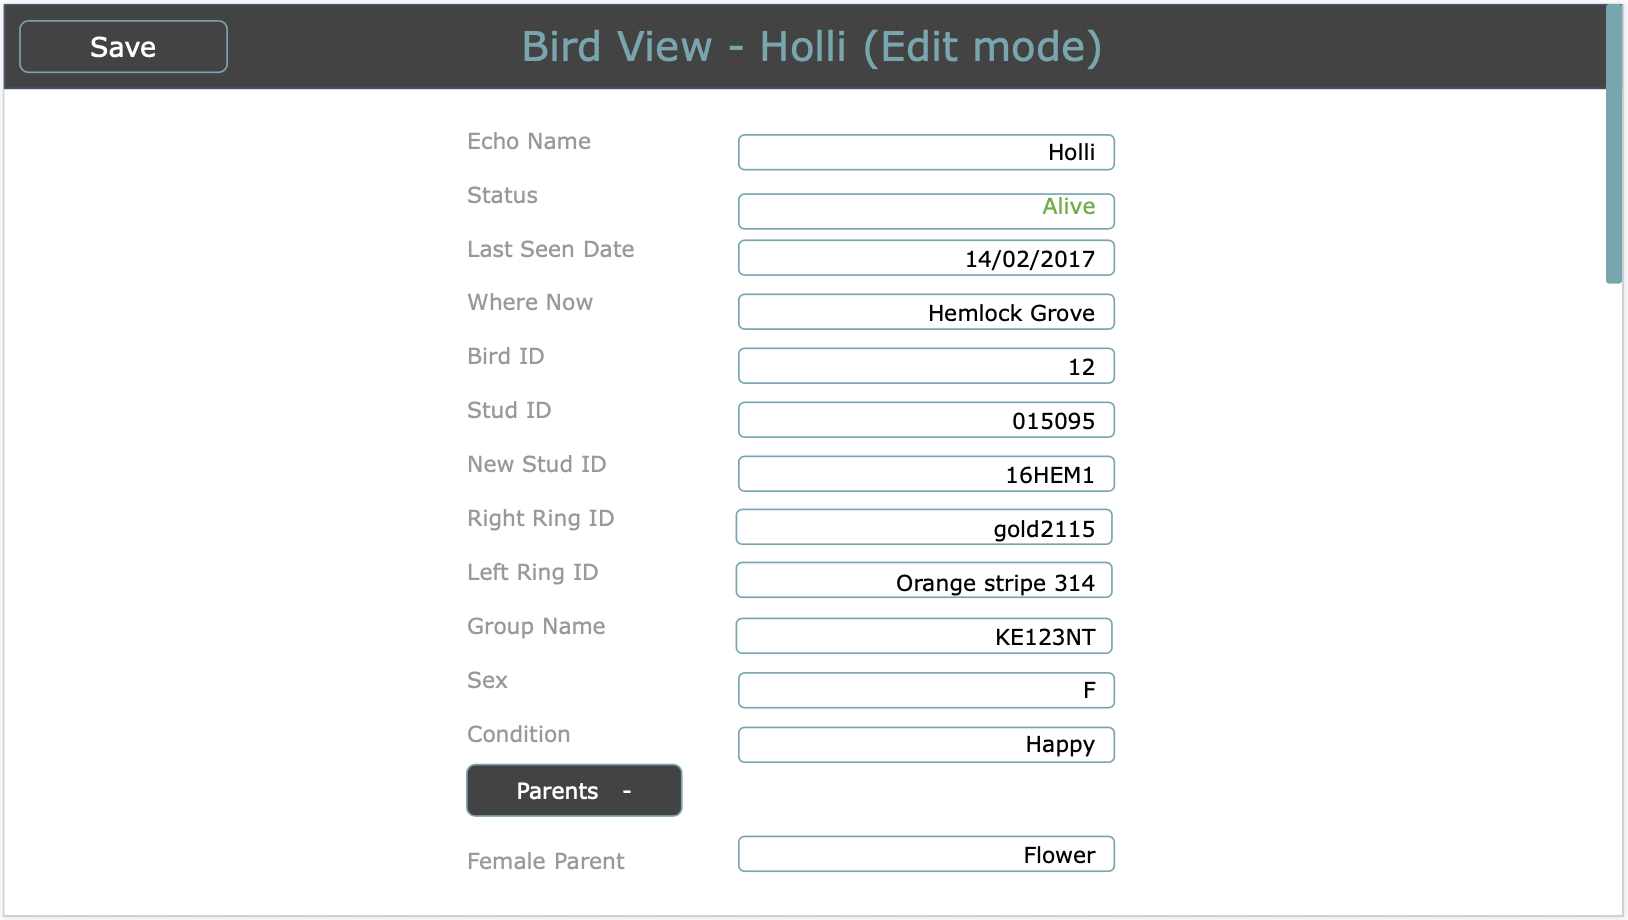 Save
Bird View - Holli (Edit mode)
Echo Name Holli
Status Alive
Last Seen Date 14/02/2017
Where Now Hemlock Grove
Bird ID 12
Stud ID 015095
New Stud ID 16HEM1
Right Ring ID gold2115
Left Ring ID Orange stripe 314
Group Name KE123NT
Sex F
Condition Happy
Parents -
Female Parent Flower